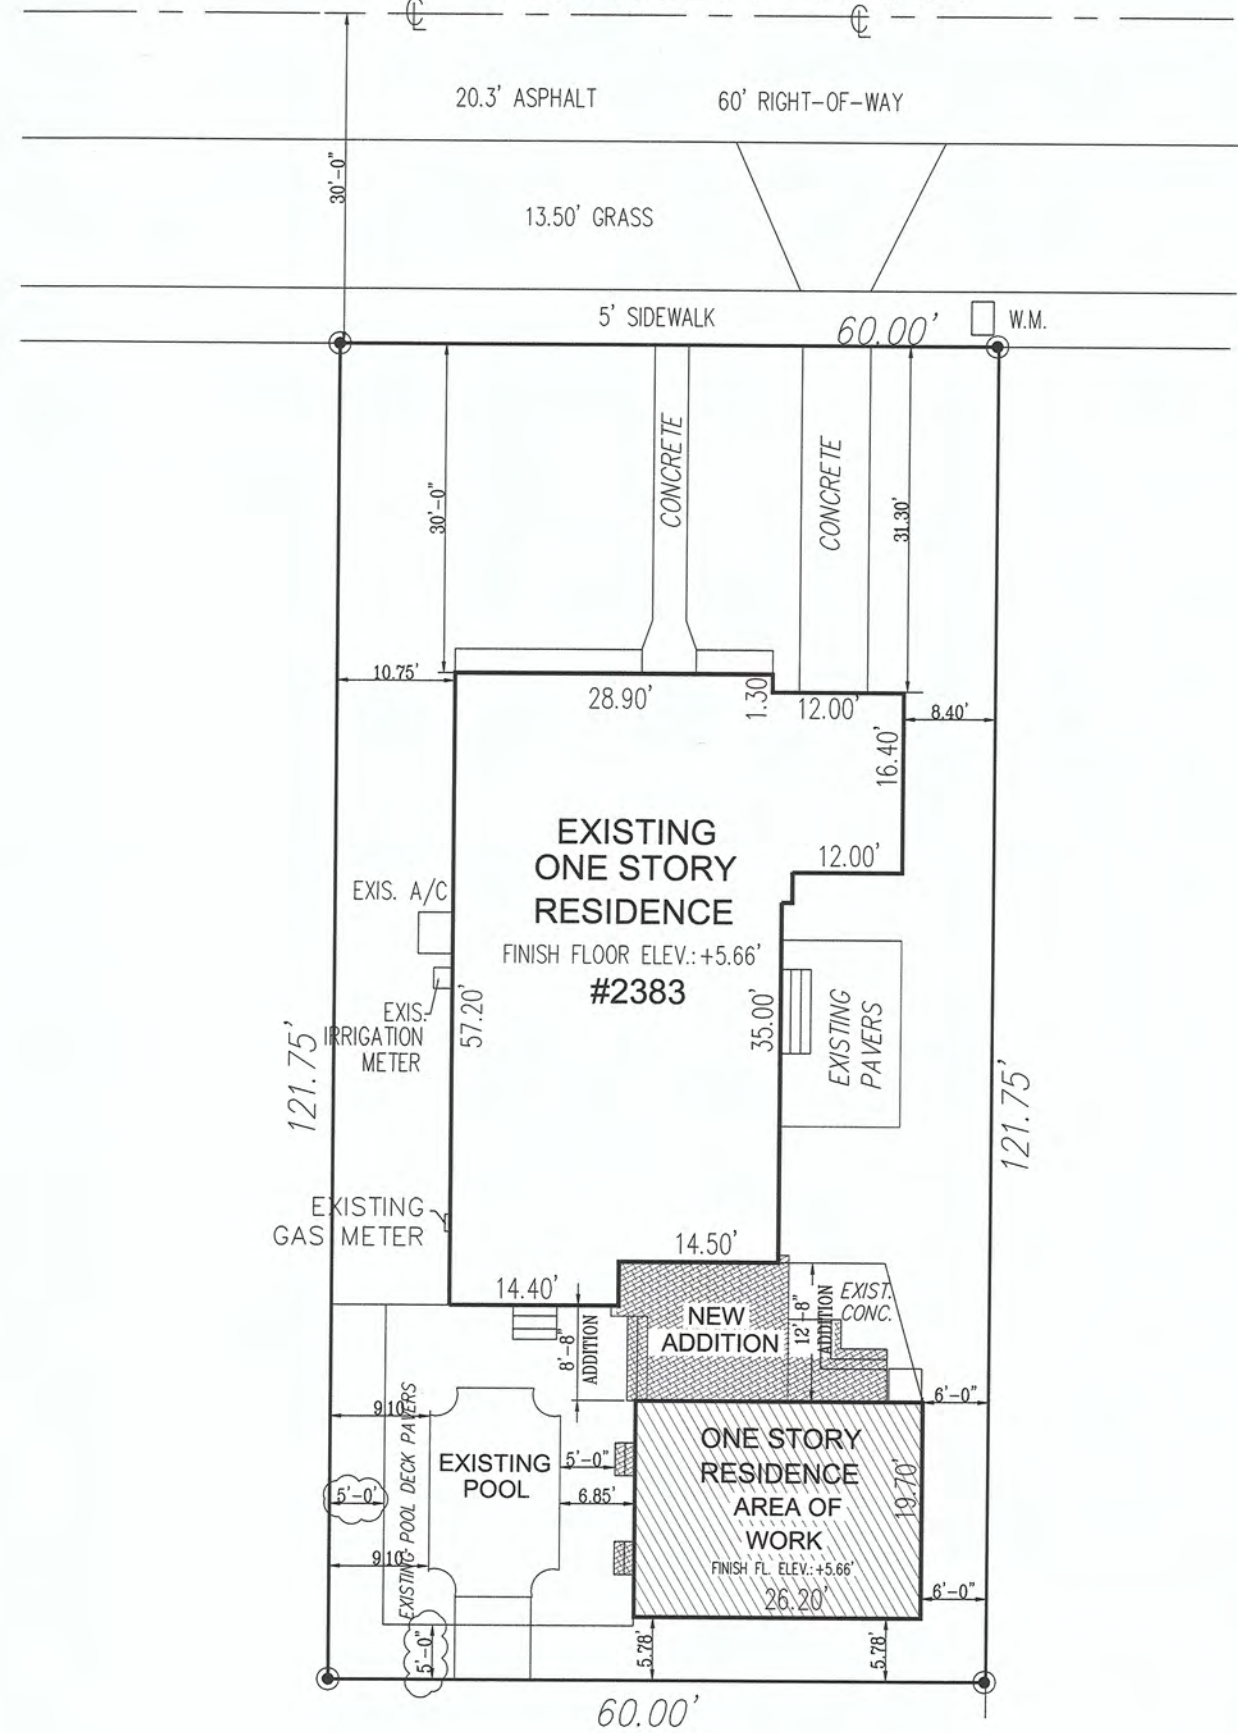 ℄
℄
20.3' ASPHALT
60' RIGHT-OF-WAY
30'-0"
13.50' GRASS
5' SIDEWALK
60.00'
W.M.
CONCRETE
CONCRETE
30'-0"
31.30'
10.75'
28.90'
1.30
12.00'
8.40'
16.40'
EXISTING
ONE STORY
RESIDENCE
12.00'
FINISH FLOOR ELEV.: +5.66'
#2383
EXIS. A/C
EXIS.
IRRIGATION
METER
57.20'
35.00'
EXISTING
PAVERS
121.75'
121.75'
EXISTING
GAS METER
14.50'
14.40'
NEW
ADDITION
8'-8"
ADDITION
12'-8"
ADDITION
EXIST.
CONC.
6'-0"
9.10'
EXISTING POOL DECK PAVERS
EXISTING
POOL
5'-0"
6.85'
5'-0'
9.10'
ONE STORY
RESIDENCE
AREA OF
WORK
FINISH FL. ELEV.: +5.66'
26.20'
19.70'
6'-0"
5'-0"
5.78'
5.78'
60.00'